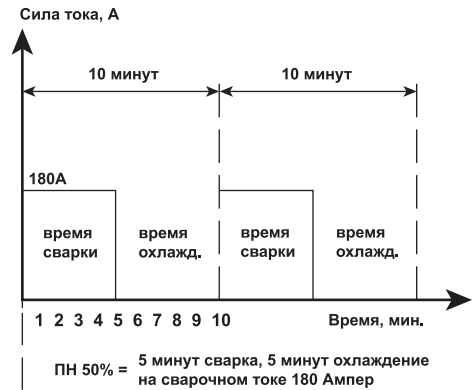 Сила тока, А
10 минут 10 минут
180А
время сварки
время охлажд.
время сварки
время охлажд.
1 2 3 4 5 6 7 8 9 10 Время, мин.
ПН 50% = 5 минут сварка, 5 минут охлаждение
на сварочном токе 180 Ампер